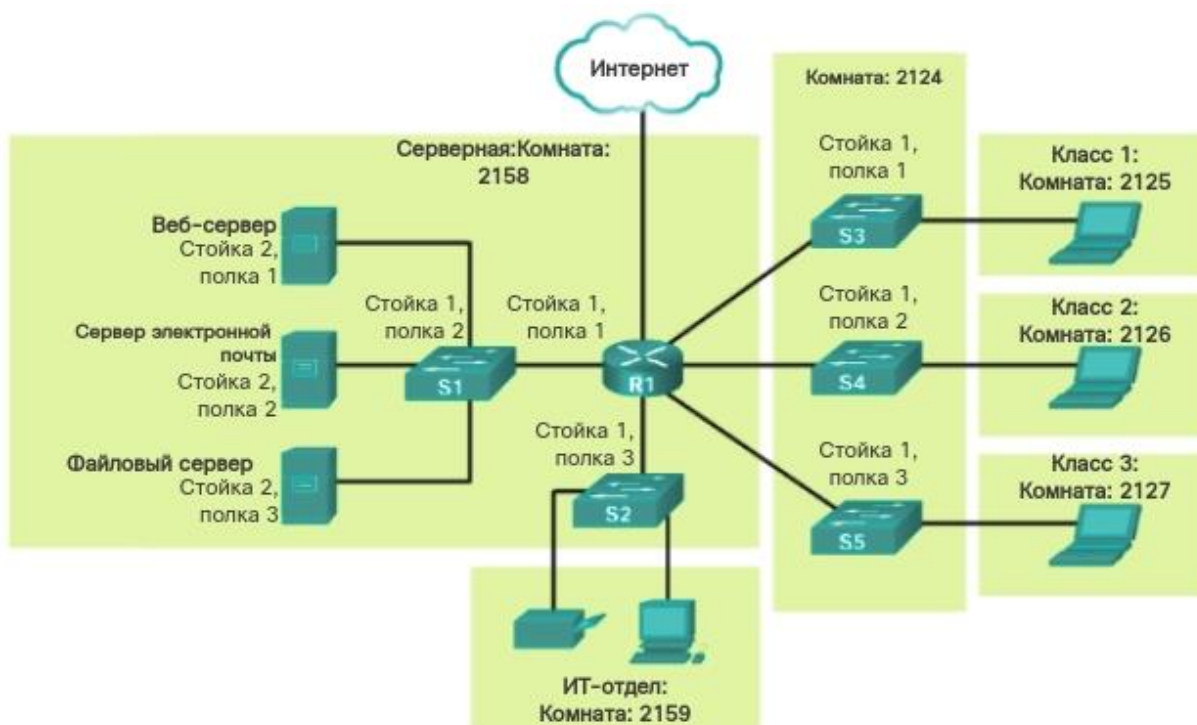 Интернет
Комната: 2124
Серверная:Комната:
2158
Стойка 1,
полка 1
S3
Класс 1:
Комната: 2125
Веб-сервер
Стойка 2,
полка 1
Стойка 1,
полка 2
S1
Стойка 1,
полка 1
R1
Стойка 1,
полка 2
S4
Класс 2:
Комната: 2126
Сервер электронной
почты
Стойка 2,
полка 2
Файловый сервер
Стойка 2,
полка 3
Стойка 1,
полка 3
S2
Стойка 1,
полка 3
S5
Класс 3:
Комната: 2127
ИТ-отдел:
Комната: 2159